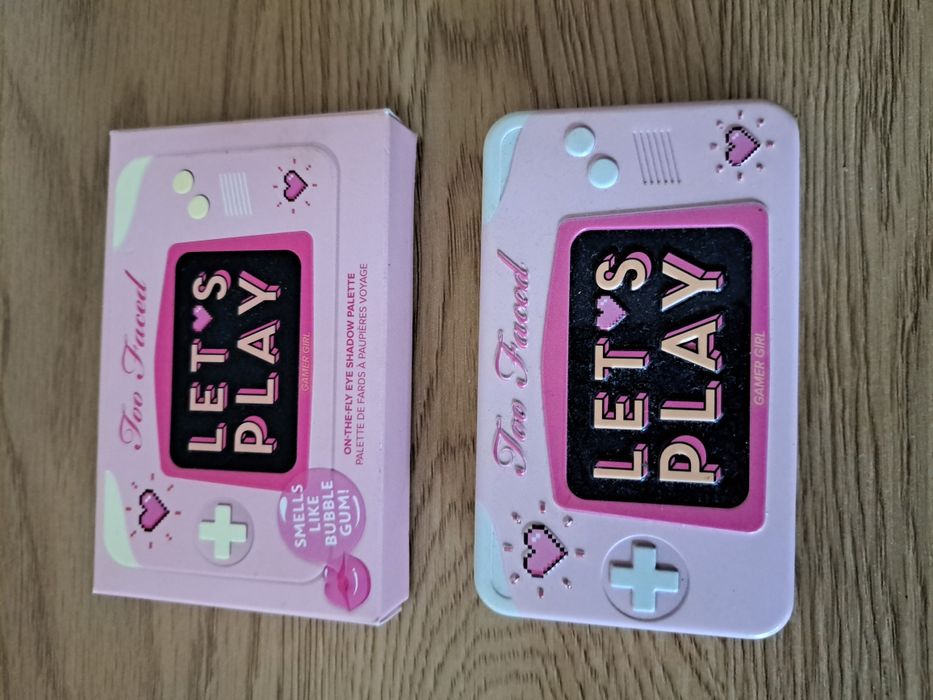 Too Faced
LET'S
PLAY
GAMER GIRL
ON-THE-FLY EYE SHADOW PALETTE
PALETTE DE FARDS À PAUPIÈRES VOYAGE
SMELLS
LIKE
BUBBLE
GUM!
Too Faced
LET'S
PLAY
GAMER GIRL